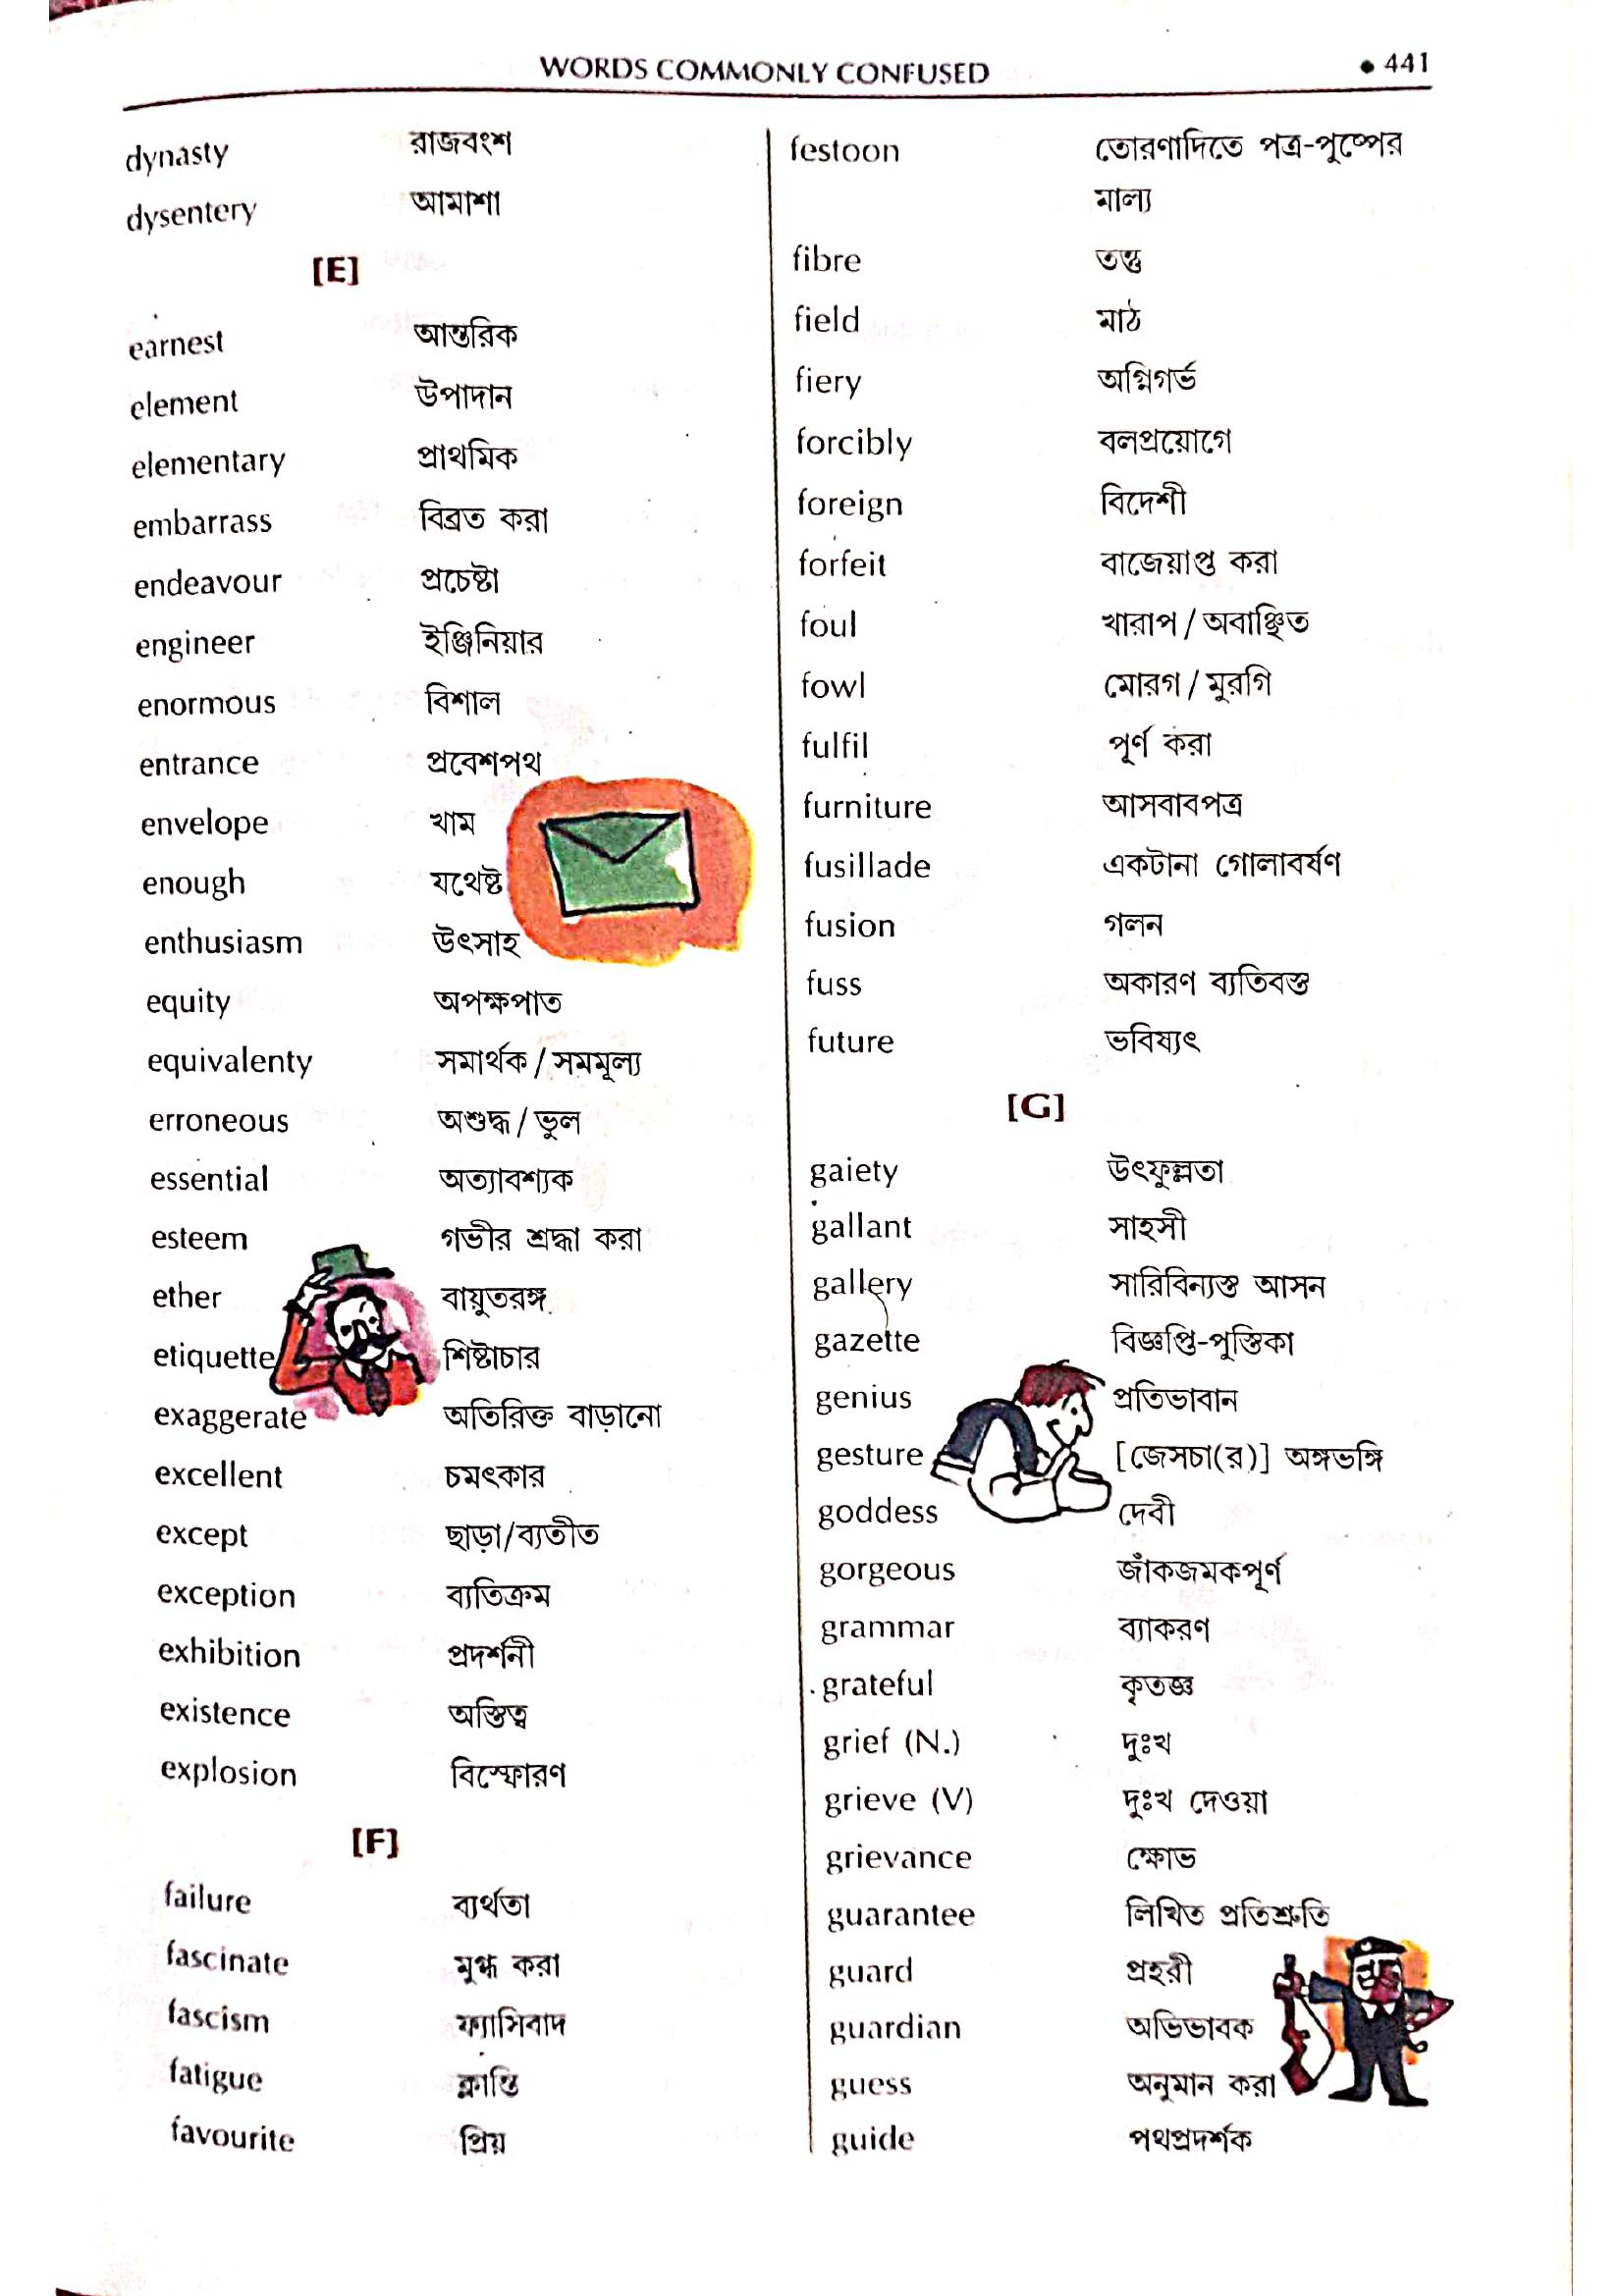 WORDS COMMONLY CONFUSED • 441
dynasty রাজবংশ
dysentery আমাশা
[E]
earnest আন্তরিক
element উপাদান
elementary প্রাথমিক
embarrass বিব্রত করা
endeavour প্রচেষ্টা
engineer ইঞ্জিনিয়ার
enormous বিশাল
entrance প্রবেশপথ
envelope খাম
enough যথেষ্ট
enthusiasm উৎসাহ
equity অপক্ষপাত
equivalenty সমার্থক / সমমূল্য
erroneous অশুদ্ধ / ভুল
essential অত্যাবশ্যক
esteem গভীর শ্রদ্ধা করা
ether বায়ুতরঙ্গ
etiquette শিষ্টাচার
exaggerate অতিরিক্ত বাড়ানো
excellent চমৎকার
except ছাড়া/ব্যতীত
exception ব্যতিক্রম
exhibition প্রদর্শনী
existence অস্তিত্ব
explosion বিস্ফোরণ
[F]
failure ব্যর্থতা
fascinate মুগ্ধ করা
fascism ফ্যাসিবাদ
fatigue ক্লান্তি
favourite প্রিয়
festoon তোরণাদিতে পত্র-পুষ্পের
মাল্য
fibre তন্তু
field মাঠ
fiery অগ্নিগর্ভ
forcibly বলপ্রয়োগে
foreign বিদেশী
forfeit বাজেয়াপ্ত করা
foul খারাপ / অবাঞ্ছিত
fowl মোরগ / মুরগি
fulfil পূর্ণ করা
furniture আসবাবপত্র
fusillade একটানা গোলাবর্ষণ
fusion গলন
fuss অকারণ ব্যতিবস্ত
future ভবিষ্যৎ
[G]
gaiety উৎফুল্লতা
gallant সাহসী
gallery সারিবিন্যস্ত আসন
gazette বিজ্ঞপ্তি-পুস্তিকা
genius প্রতিভাবান
gesture [জেসচা(র)] অঙ্গভঙ্গি
goddess দেবী
gorgeous জাঁকজমকপূর্ণ
grammar ব্যাকরণ
grateful কৃতজ্ঞ
grief (N.) দুঃখ
grieve (V) দুঃখ দেওয়া
grievance ক্ষোভ
guarantee লিখিত প্রতিশ্রুতি
guard প্রহরী
guardian অভিভাবক
guess অনুমান করা
guide পথপ্রদর্শক